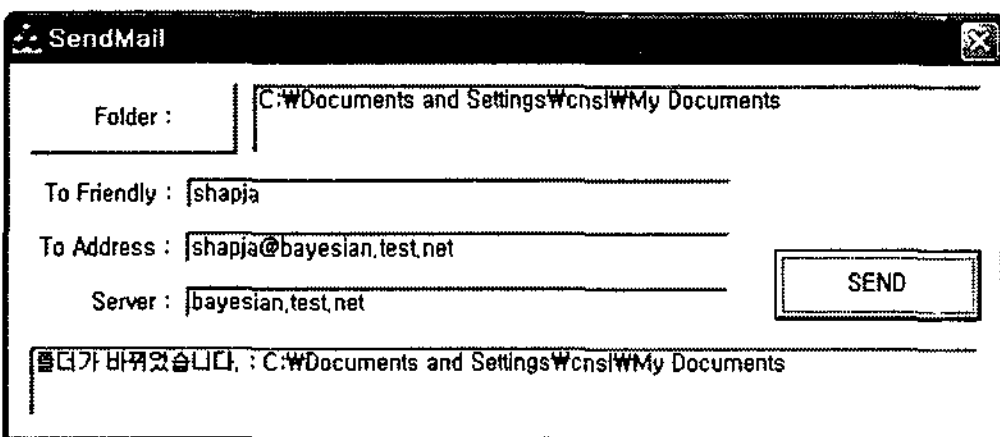 SendMail
Folder : C:₩Documents and Settings₩cnsl₩My Documents
To Friendly : shapja
To Address : shapja@bayesian.test.net
Server : bayesian.test.net
SEND
폴더가 바뀌었습니다. : C:₩Documents and Settings₩cnsl₩My Documents